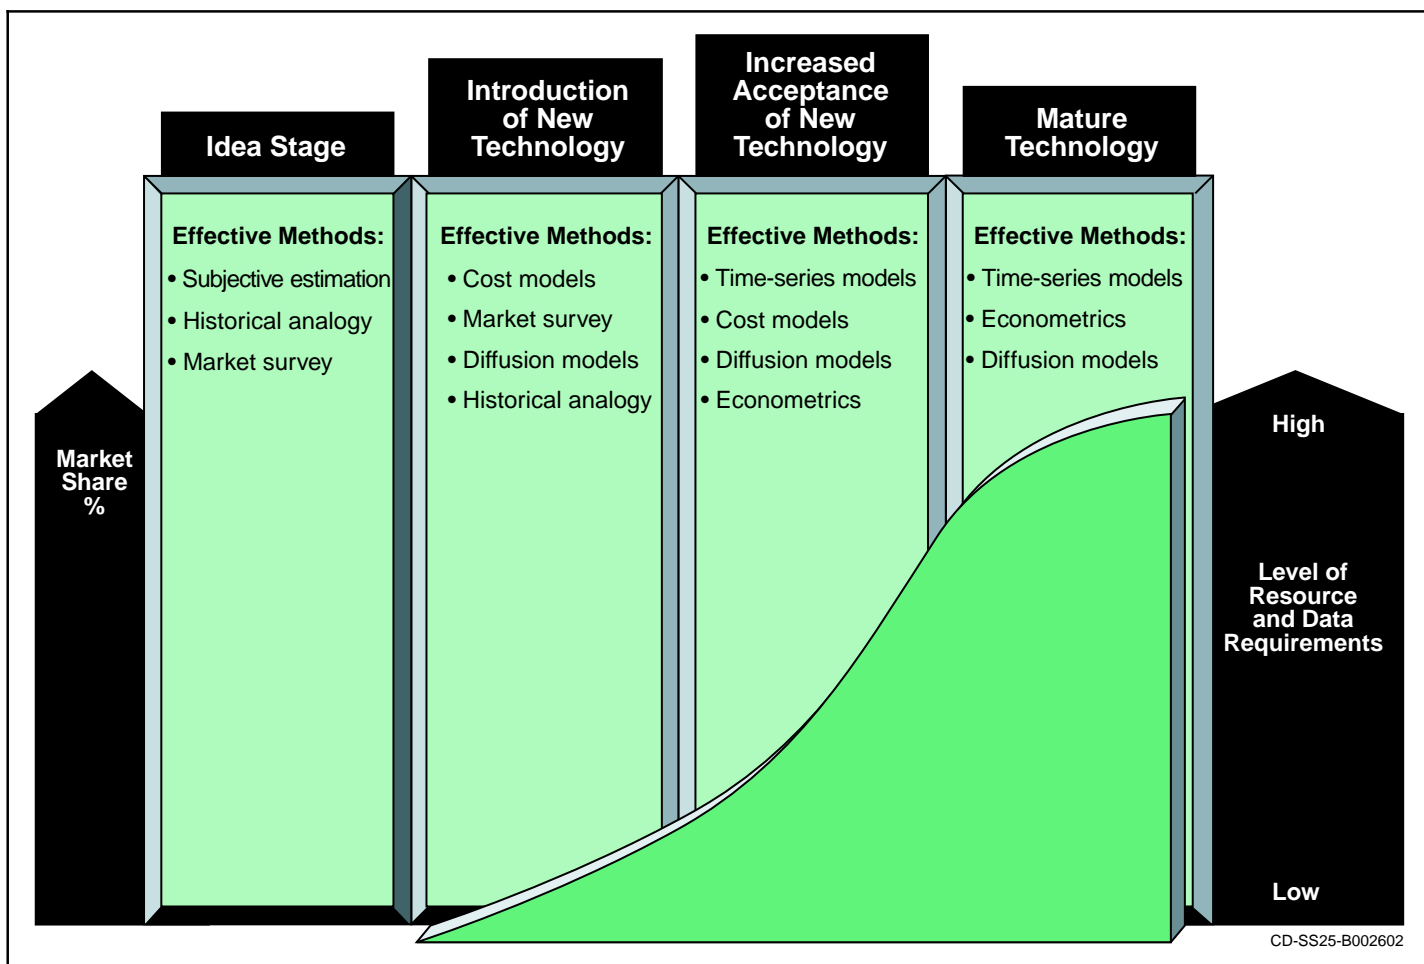 Idea Stage
Introduction
of New
Technology
Increased
Acceptance
of New
Technology
Mature
Technology
Effective Methods:
• Subjective estimation
• Historical analogy
• Market survey
Effective Methods:
• Cost models
• Market survey
• Diffusion models
• Historical analogy
Effective Methods:
• Time-series models
• Cost models
• Diffusion models
• Econometrics
Effective Methods:
• Time-series models
• Econometrics
• Diffusion models
Market
Share
%
High
Level of
Resource
and Data
Requirements
Low
CD-SS25-B002602